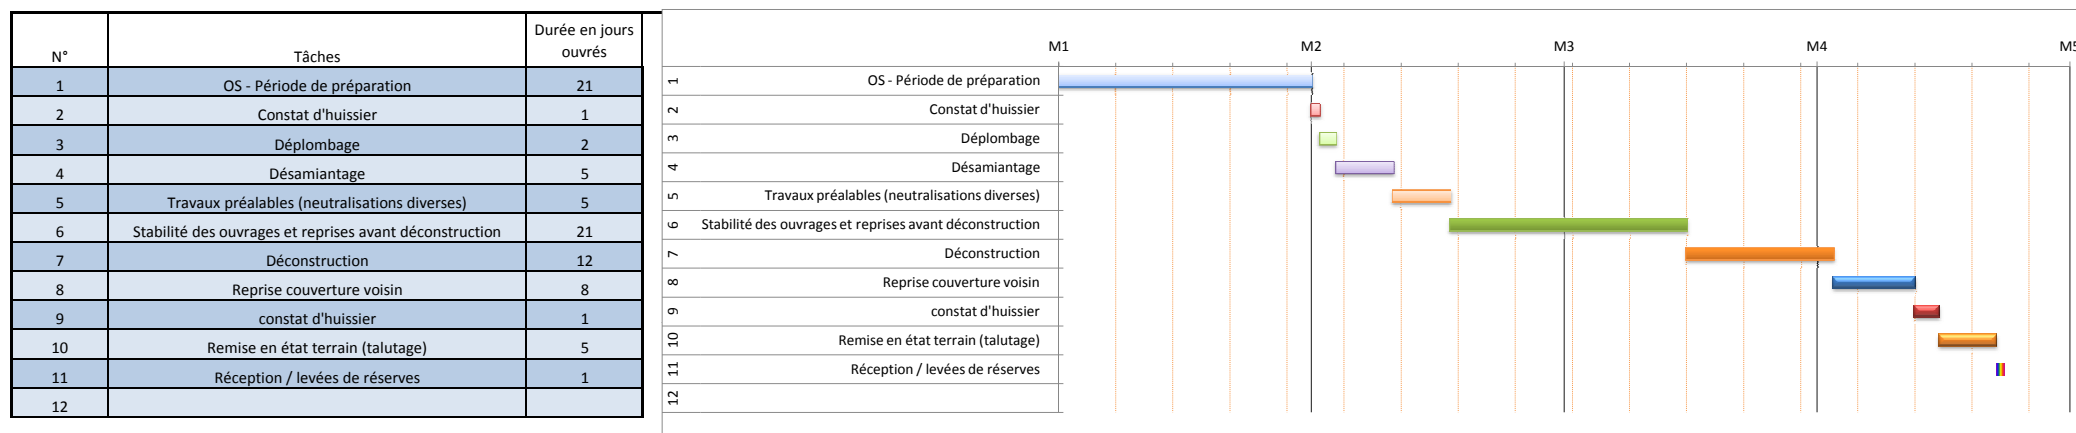 N° Tâches Durée en jours
ouvrés
1 OS - Période de préparation 21
2 Constat d'huissier 1
3 Déplombage 2
4 Désamiantage 5
5 Travaux préalables (neutralisations diverses) 5
6 Stabilité des ouvrages et reprises avant déconstruction 21
7 Déconstruction 12
8 Reprise couverture voisin 8
9 constat d'huissier 1
10 Remise en état terrain (talutage) 5
11 Réception / levées de réserves 1
12
M1 M2 M3 M4 M5
1 OS - Période de préparation
2 Constat d'huissier
3 Déplombage
4 Désamiantage
5 Travaux préalables (neutralisations diverses)
6 Stabilité des ouvrages et reprises avant déconstruction
7 Déconstruction
8 Reprise couverture voisin
9 constat d'huissier
10 Remise en état terrain (talutage)
11 Réception / levées de réserves
12